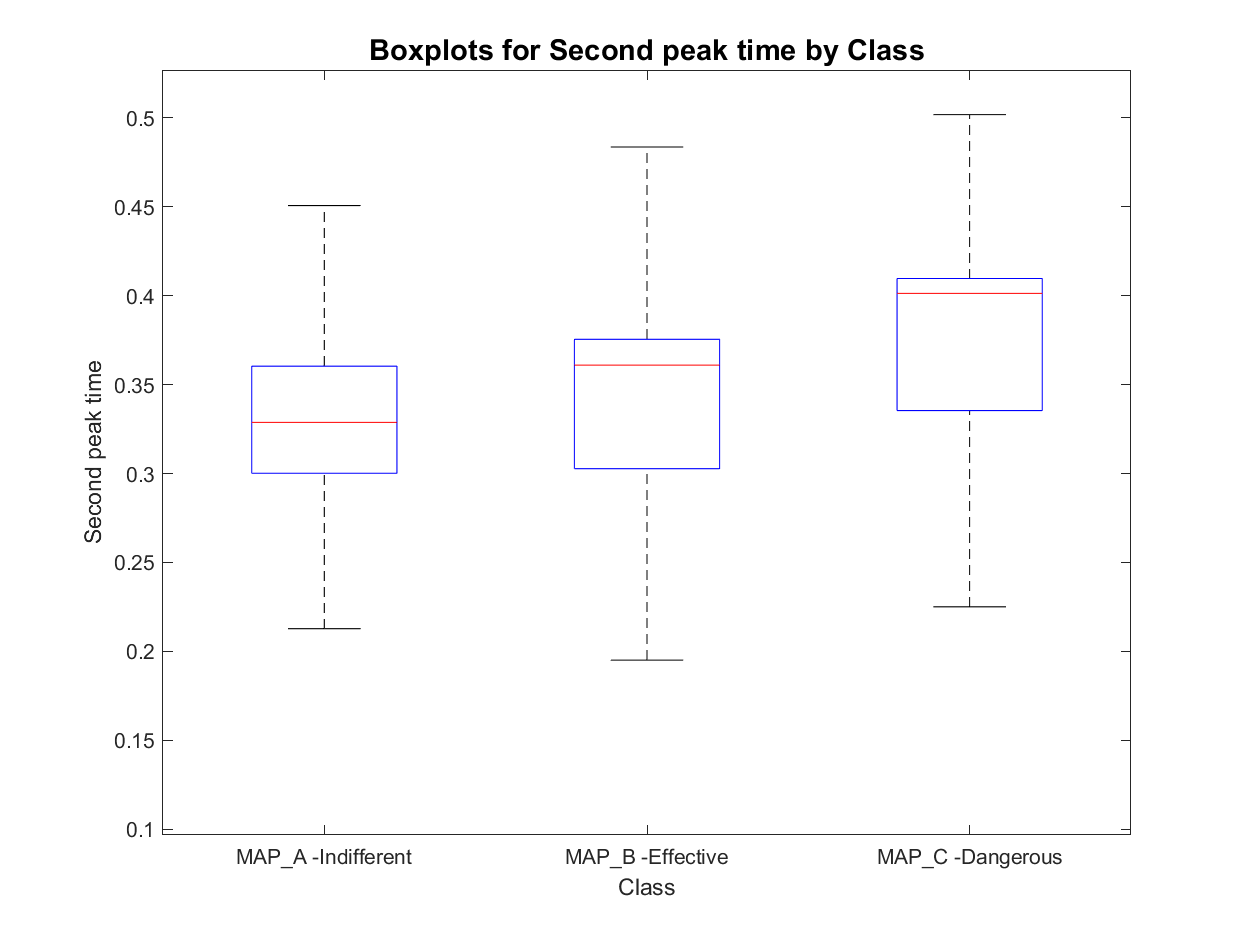 Boxplots for Second peak time by Class
0.5
0.45
0.4
0.35
0.3
0.25
0.2
0.15
0.1
Second peak time
MAP_A -Indifferent
MAP_B -Effective
MAP_C -Dangerous
Class